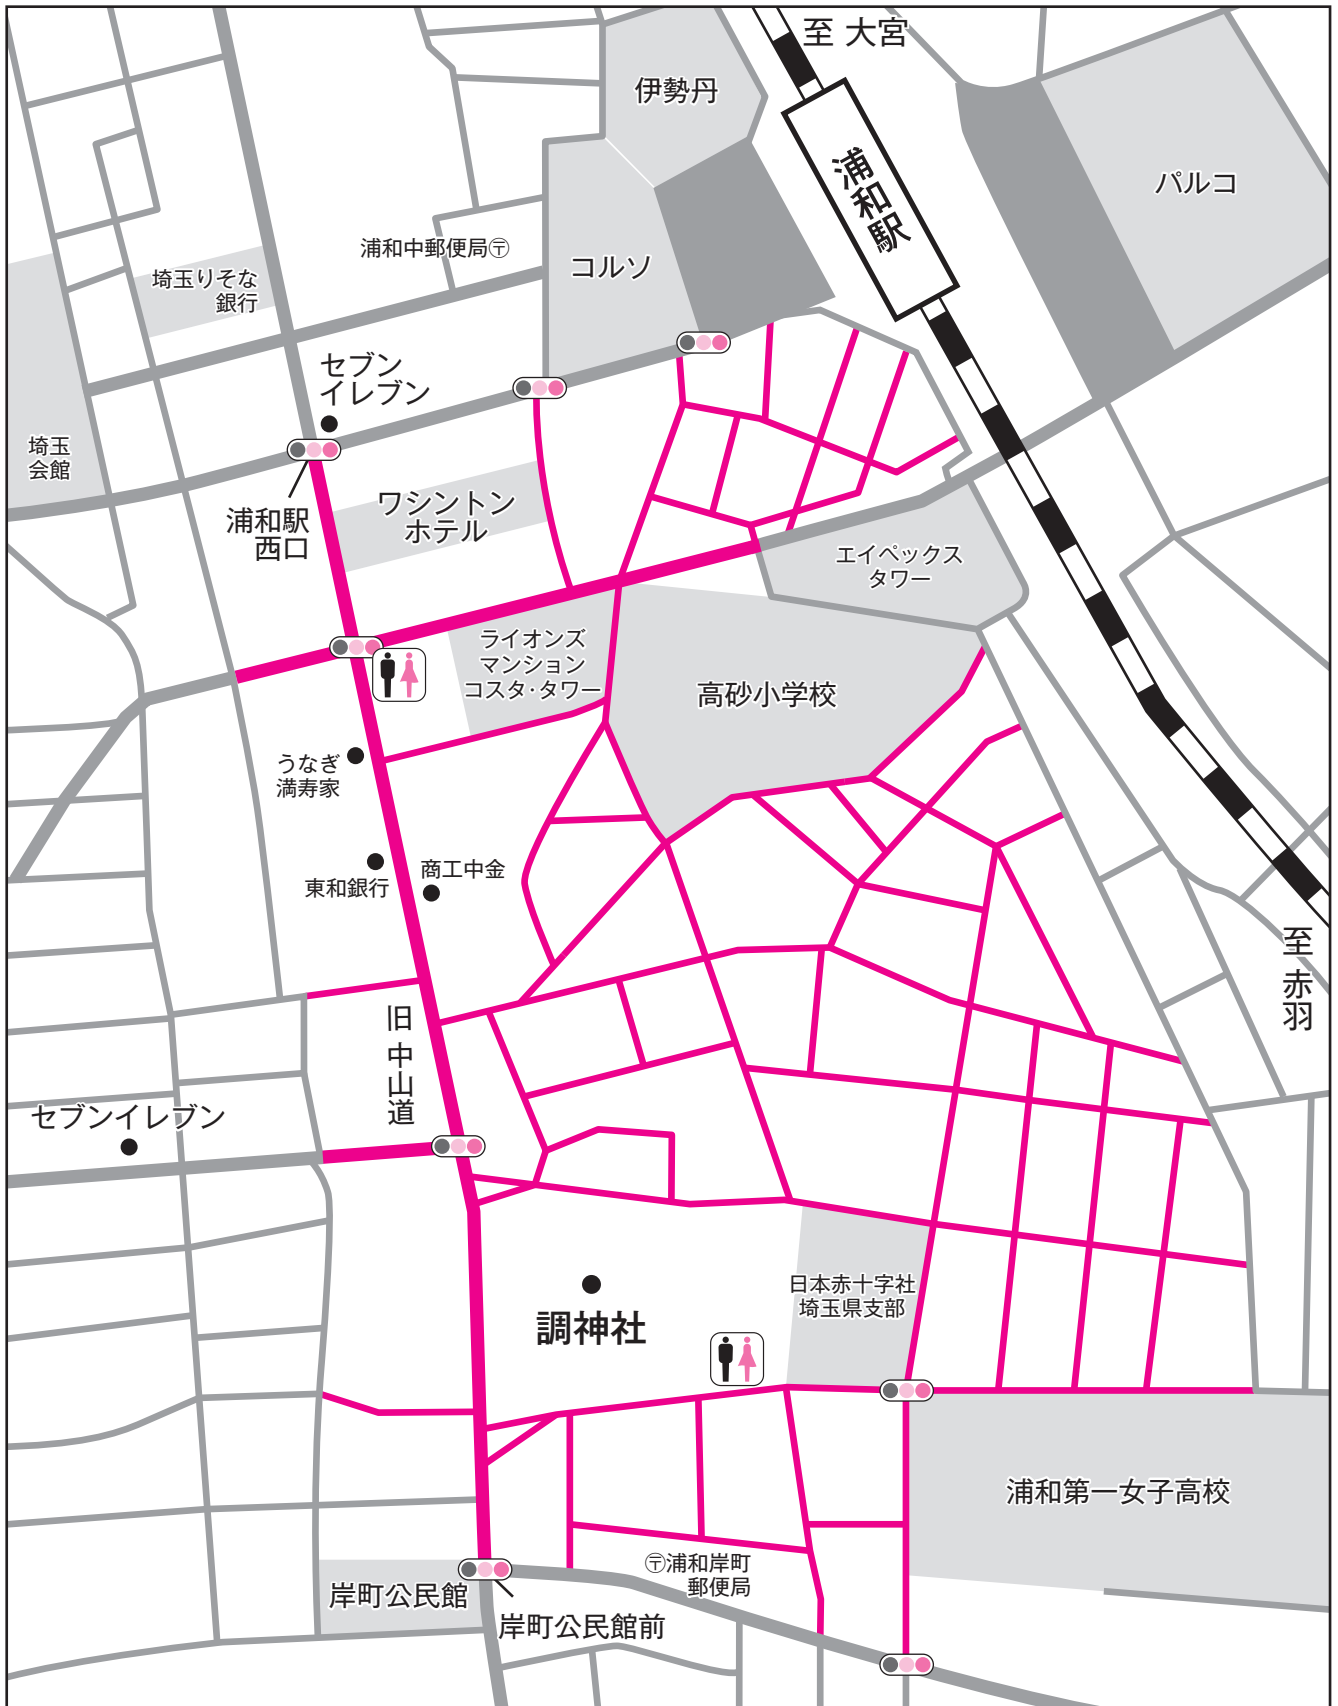 至 大宮
伊勢丹
浦和駅
パルコ
浦和中郵便局〶
コルソ
埼玉りそな
銀行
セブン
イレブン
埼玉
会館
浦和駅
西口
ワシントン
ホテル
エイペックス
タワー
ライオンズ
マンション
コスタ・タワー
高砂小学校
うなぎ
満寿家
東和銀行
商工中金
至 赤羽
旧 中山道
セブンイレブン
調神社
日本赤十字社
埼玉県支部
浦和第一女子高校
〶浦和岸町
郵便局
岸町公民館
岸町公民館前